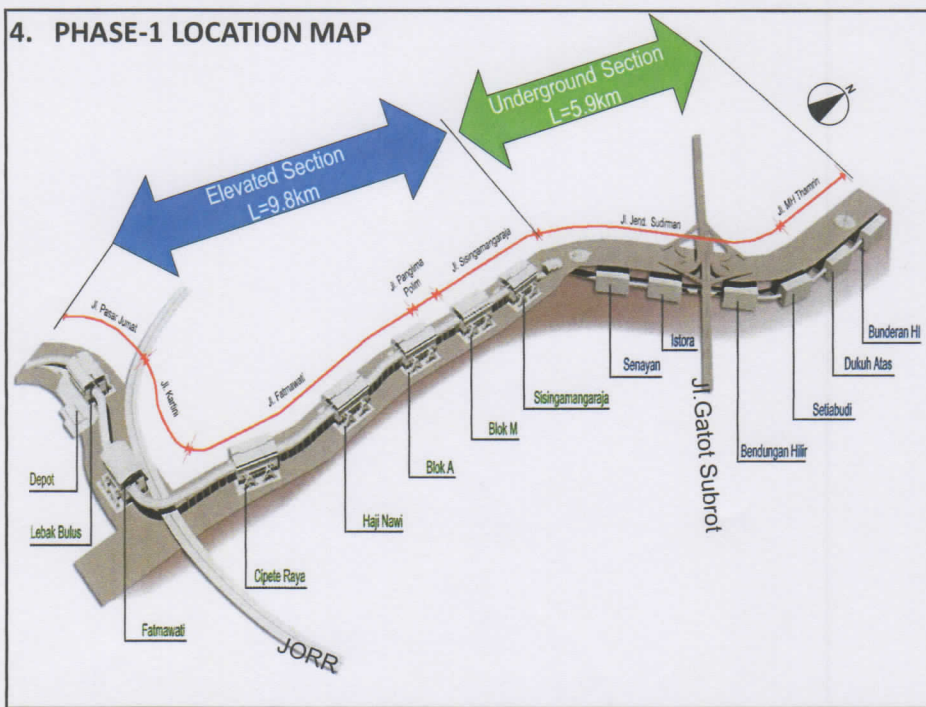 4. PHASE-1 LOCATION MAP
Underground Section
L=5.9km
Elevated Section
L=9.8km
N
Jl. MH Thamrin
Jl. Jend. Sudirman
Jl. Sisingamangaraja
Jl. Panglima
Polim
Jl. Pasar Jumat
Jl. Kartini
Jl. Fatmawati
Bunderan HI
Istora
Dukuh Atas
Senayan
Sisingamangaraja
Setiabudi
Blok M
Bendungan Hilir
Blok A
Jl.Gatot Subrot
Depot
Haji Nawi
Lebak Bulus
Cipete Raya
Fatmawati
JORR